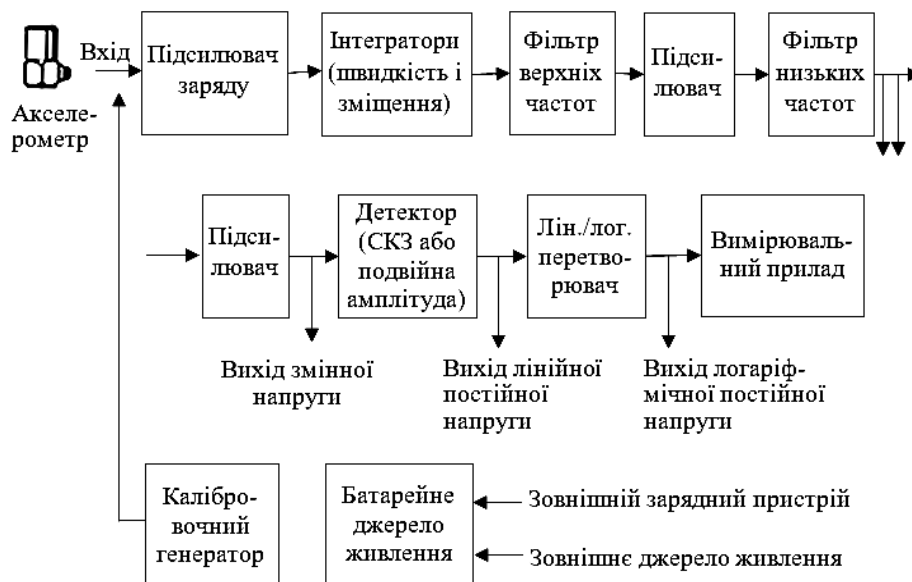 Вхід
Акселе-
рометр
Підсилювач
заряду
Інтегратори
(швидкість і
зміщення)
Фільтр
верхніх
частот
Підси-
лювач
Фільтр
низьких
частот
Підси-
лювач
Детектор
(СКЗ або
подвійна
амплітуда)
Лін./лог.
перетво-
рювач
Вимірюваль-
ний прилад
Вихід змінної
напруги
Вихід лінійної
постійної
напруги
Вихід логаріф-
мічної постійної
напруги
Калібро-
вочний
генератор
Батарейне
джерело
живлення
Зовнішній зарядний пристрій
Зовнішнє джерело живлення